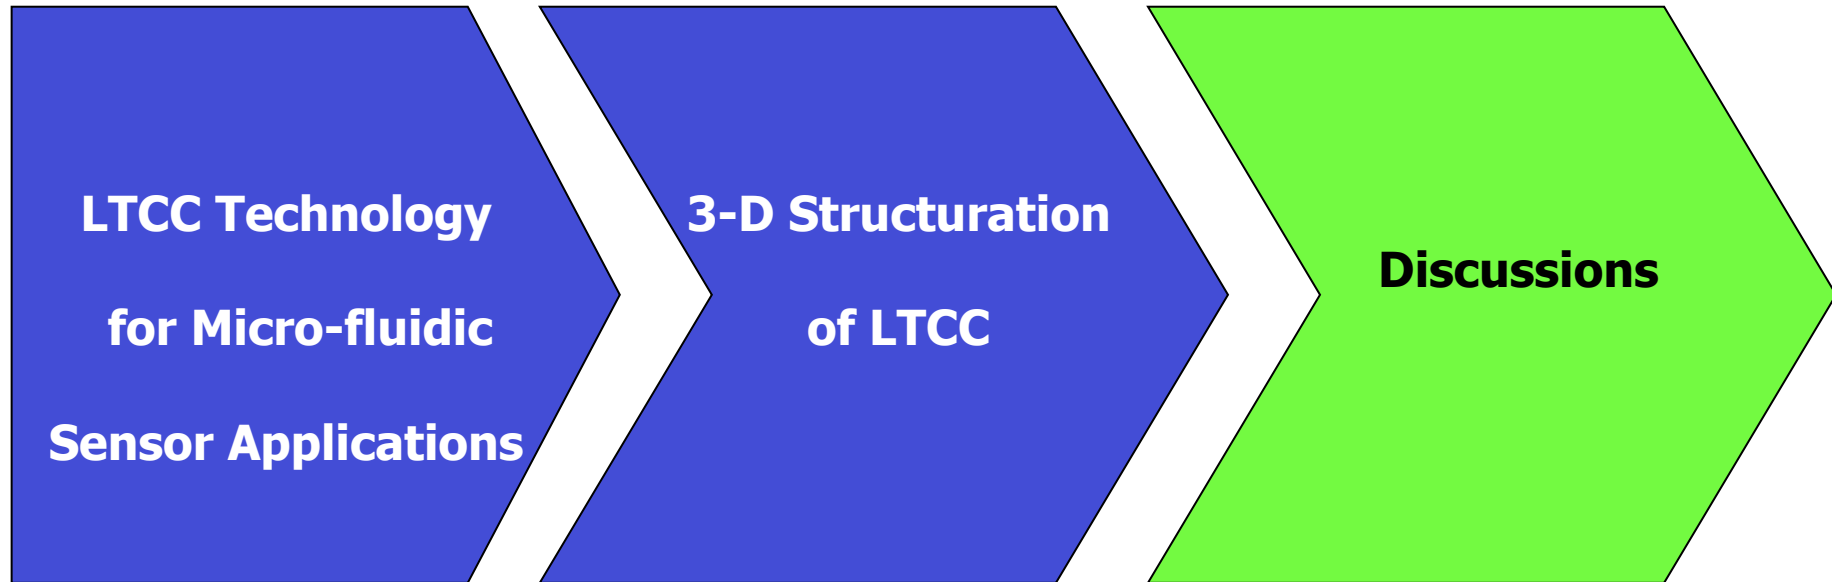 LTCC Technology
for Micro-fluidic
Sensor Applications
3-D Structuration
of LTCC
Discussions